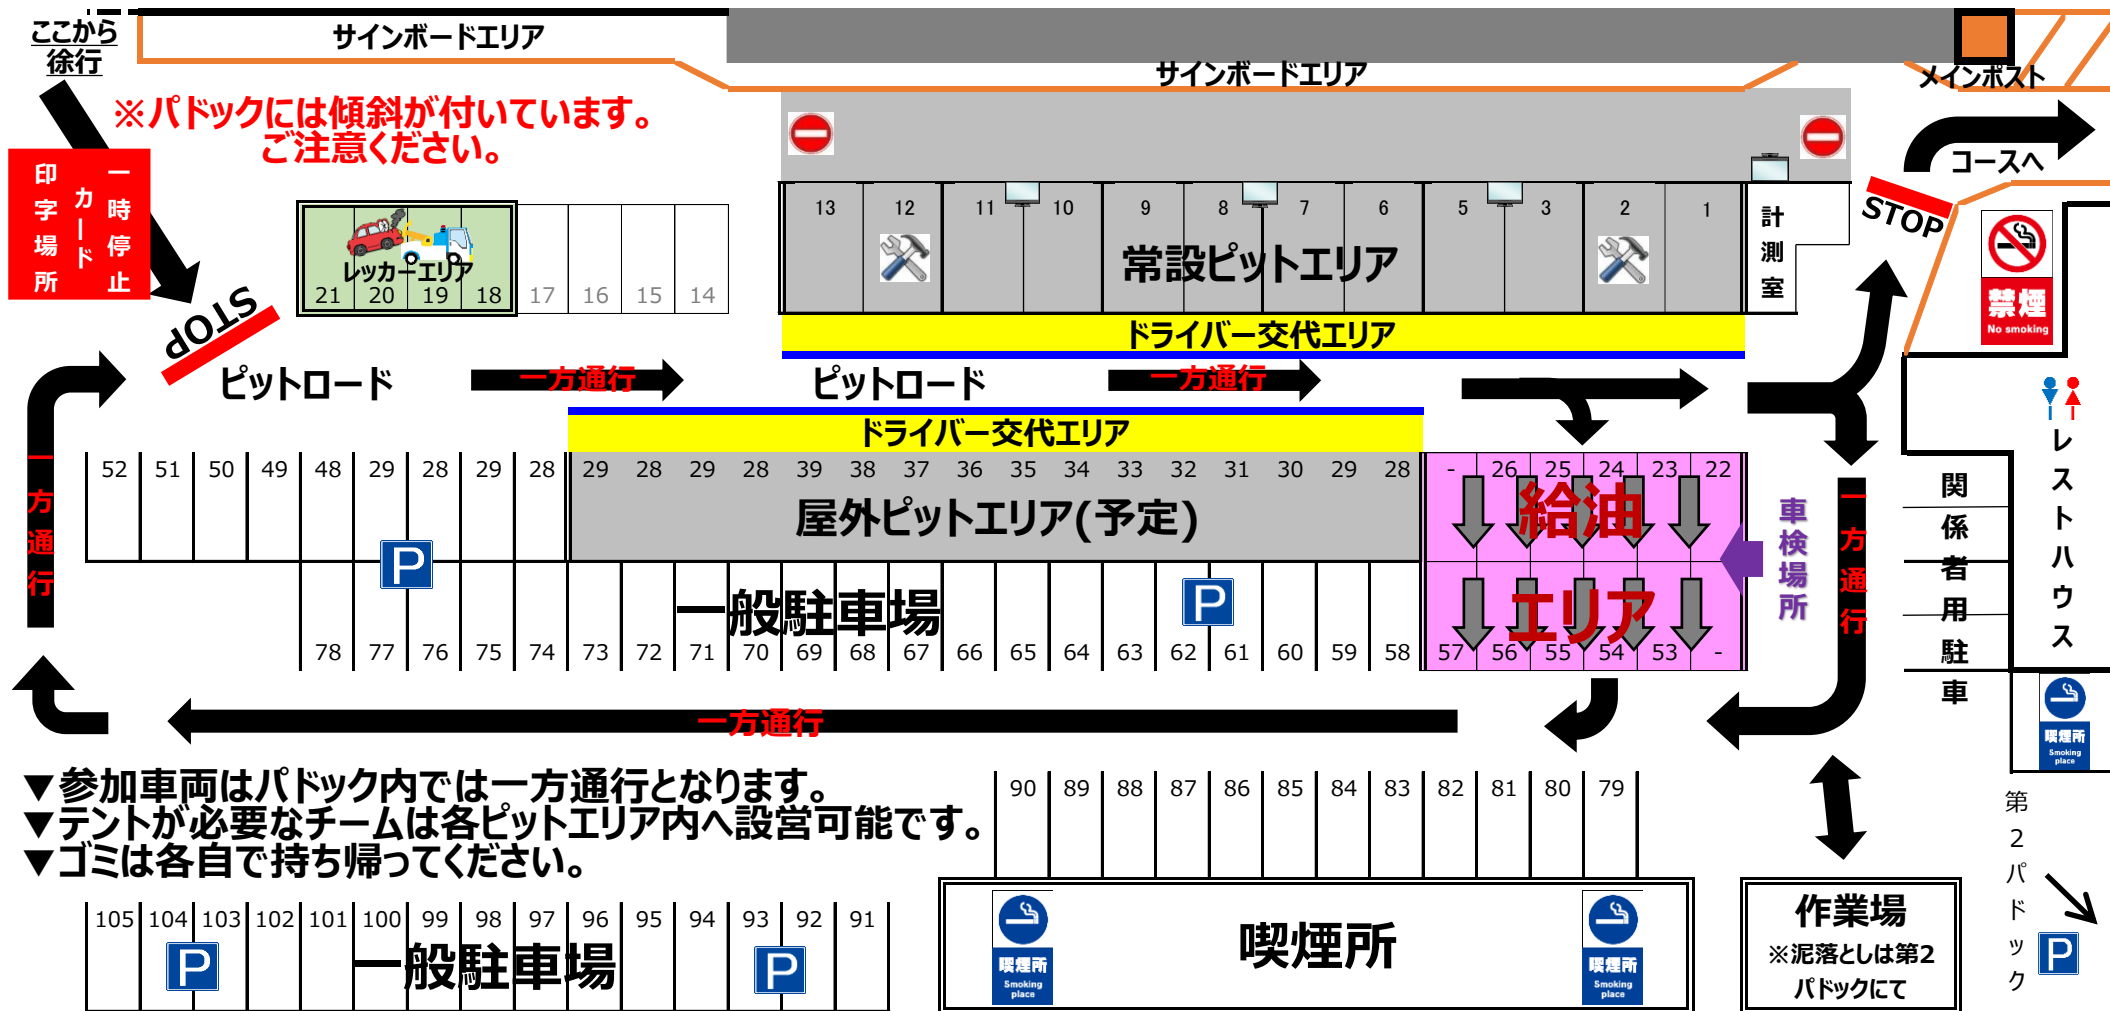 ここから
徐行
サインボードエリア
サインボードエリア
メインポスト
※パドックには傾斜が付いています。
ご注意ください。
コースへ
一時停止
カード
印字場所
STOP
STOP
レッカーエリア
21 20 19 18 17 16 15 14
13 12 11 10 9 8 7 6 5 3 2 1
常設ピットエリア
計測室
禁煙
No smoking
ドライバー交代エリア
ピットロード
一方通行
ピットロード
一方通行
ドライバー交代エリア
一方通行
52 51 50 49 48 29 28 29 28 29 28 29 28 39 38 37 36 35 34 33 32 31 30 29 28 - 26 25 24 23 22
屋外ピットエリア(予定)
給油
エリア
車検場所
一方通行
関係者用駐車
レストハウス
P
一般駐車場
P
78 77 76 75 74 73 72 71 70 69 68 67 66 65 64 63 62 61 60 59 58 57 56 55 54 53 -
一方通行
喫煙所
Smoking
place
▼参加車両はパドック内では一方通行となります。
▼テントが必要なチームは各ピットエリア内へ設営可能です。
▼ゴミは各自で持ち帰ってください。
90 89 88 87 86 85 84 83 82 81 80 79
第2パドック
P
105 104 103 102 101 100 99 98 97 96 95 94 93 92 91
P
一般駐車場
P
喫煙所
Smoking
place
喫煙所
喫煙所
Smoking
place
作業場
※泥落としは第2
パドックにて